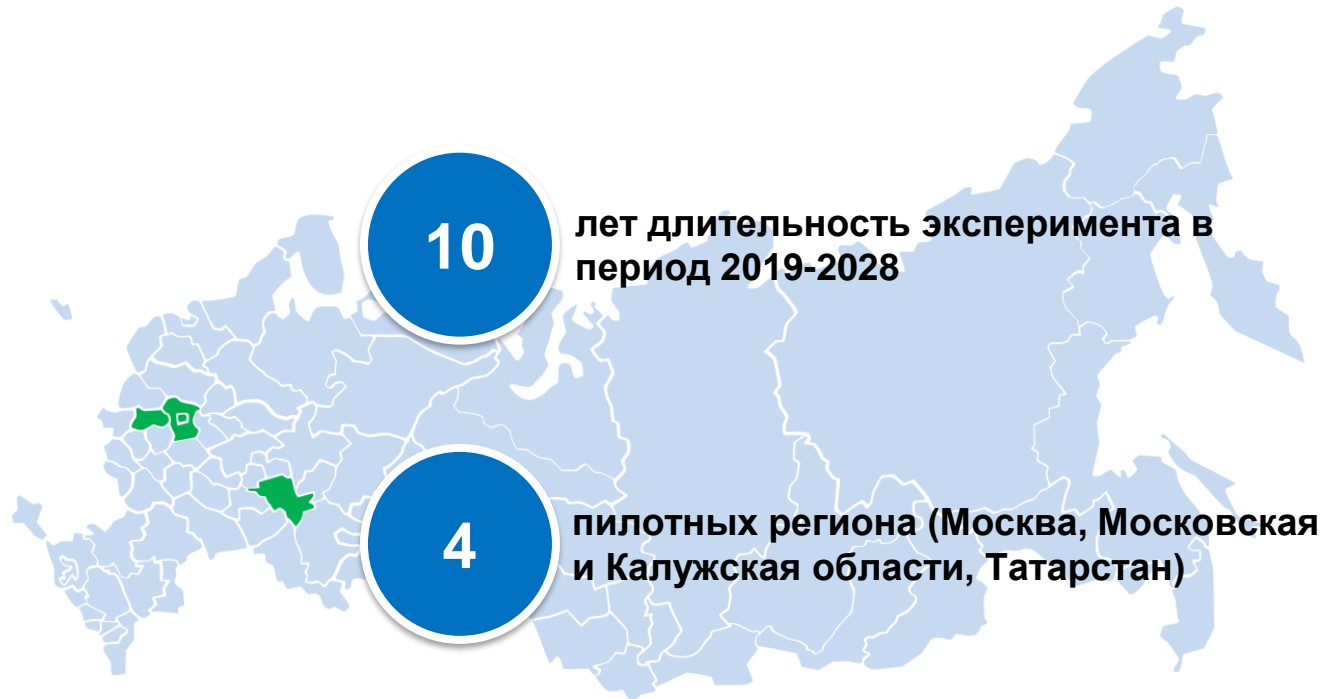 10
лет длительность эксперимента в
период 2019-2028
4
пилотных региона (Москва, Московская
и Калужская области, Татарстан)